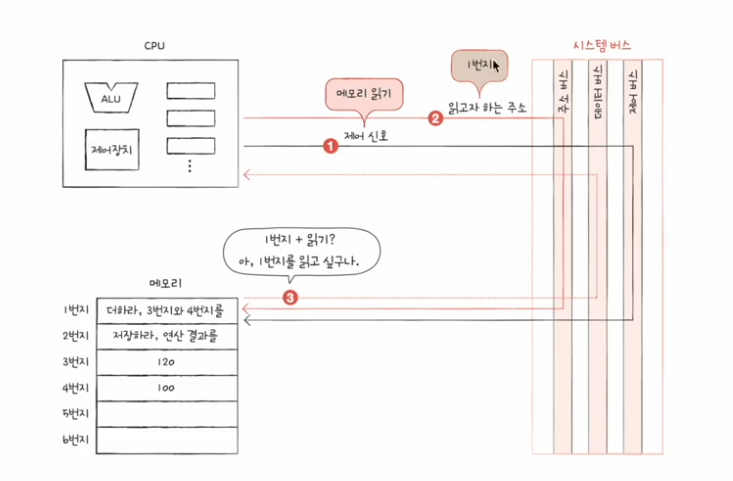 CPU
시스템 버스
1번지
메모리 읽기
읽고자 하는 주소
2
제어 신호
1
ALU
제어장치
주소 버스
데이터 버스
제어 버스
1번지 + 읽기?
아, 1번지를 읽고 싶구나.
3
메모리
1번지 더하라, 3번지와 4번지를
2번지 저장하라, 연산 결과를
3번지 120
4번지 100
5번지
6번지